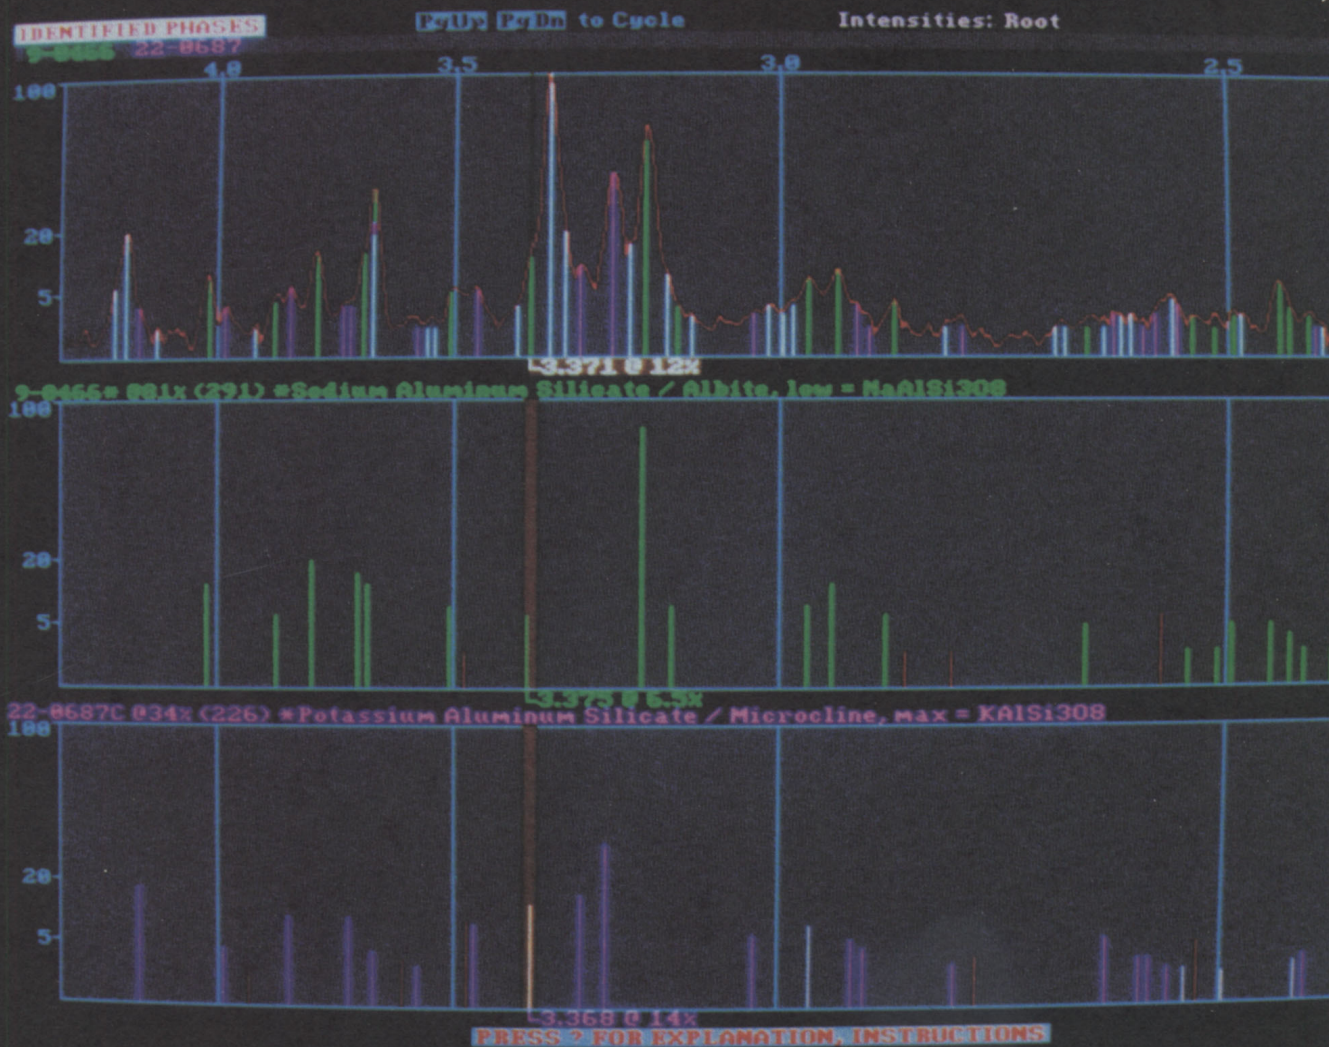 IDENTIFIED PHASES PgUp PgDn to Cycle Intensities: Root
9-0466 22-0687
4.0 3.5 3.0 2.5
100
20
5
3.371 @ 12%
9-0466* @81% (291) *Sodium Aluminum Silicate / Albite, low = NaAlSi3O8
100
20
5
3.375 @ 6.5%
22-0687C @34% (226) *Potassium Aluminum Silicate / Microcline, max = KAlSi3O8
100
20
5
3.368 @ 14%
PRESS ? FOR EXPLANATION, INSTRUCTIONS